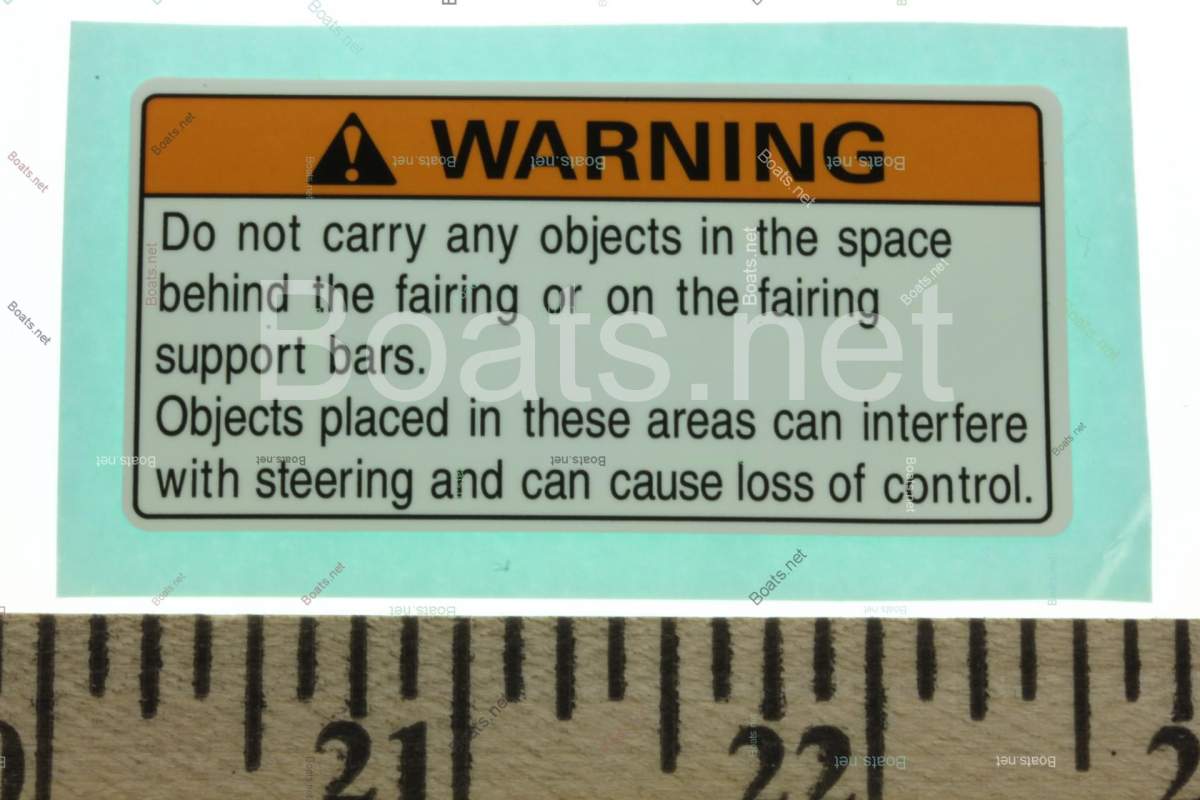 WARNING
Do not carry any objects in the space
behind the fairing or on the fairing
support bars.
Objects placed in these areas can interfere
with steering and can cause loss of control.
Boats.net
21 22